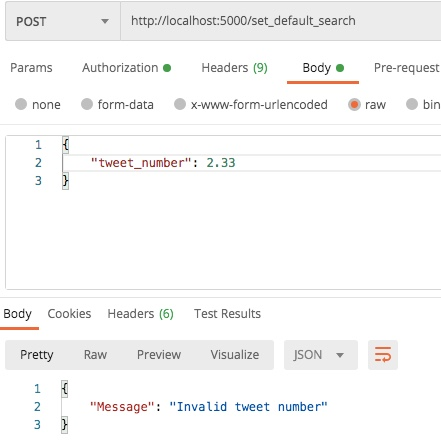 POST http://localhost:5000/set_default_search
Params Authorization Headers (9) Body Pre-request
none form-data x-www-form-urlencoded raw bin
1 {
2 "tweet_number": 2.33
3 }
Body Cookies Headers (6) Test Results
Pretty Raw Preview Visualize JSON
1 {
2 "Message": "Invalid tweet number"
3 }